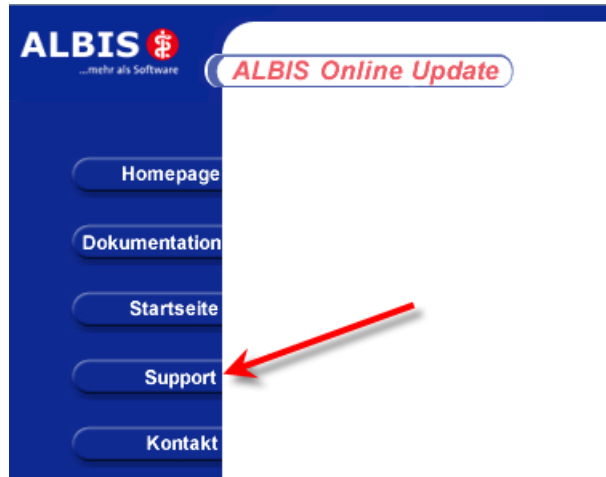 ALBIS
...mehr als Software
ALBIS Online Update
Homepage
Dokumentation
Startseite
Support
Kontakt